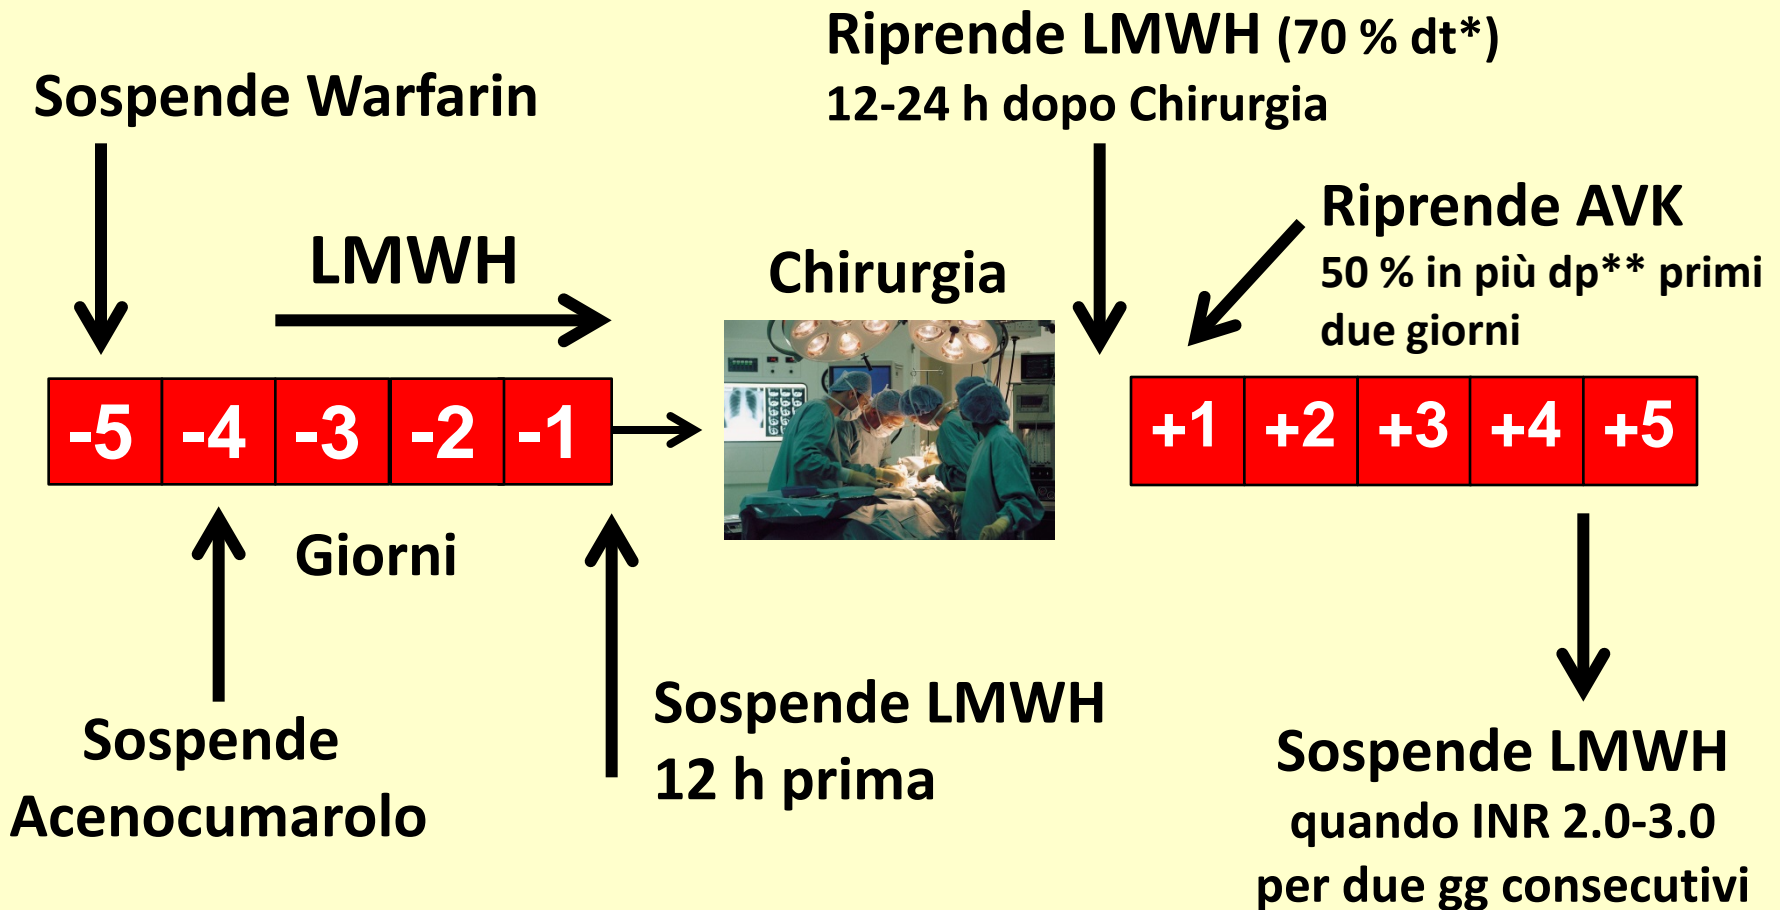 Riprende LMWH (70 % dt*)
12-24 h dopo Chirurgia
Sospende Warfarin
Riprende AVK
50 % in più dp** primi
due giorni
LMWH
Chirurgia
-5 -4 -3 -2 -1
+1 +2 +3 +4 +5
Giorni
Sospende
Acenocumarolo
Sospende LMWH
12 h prima
Sospende LMWH
quando INR 2.0-3.0
per due gg consecutivi